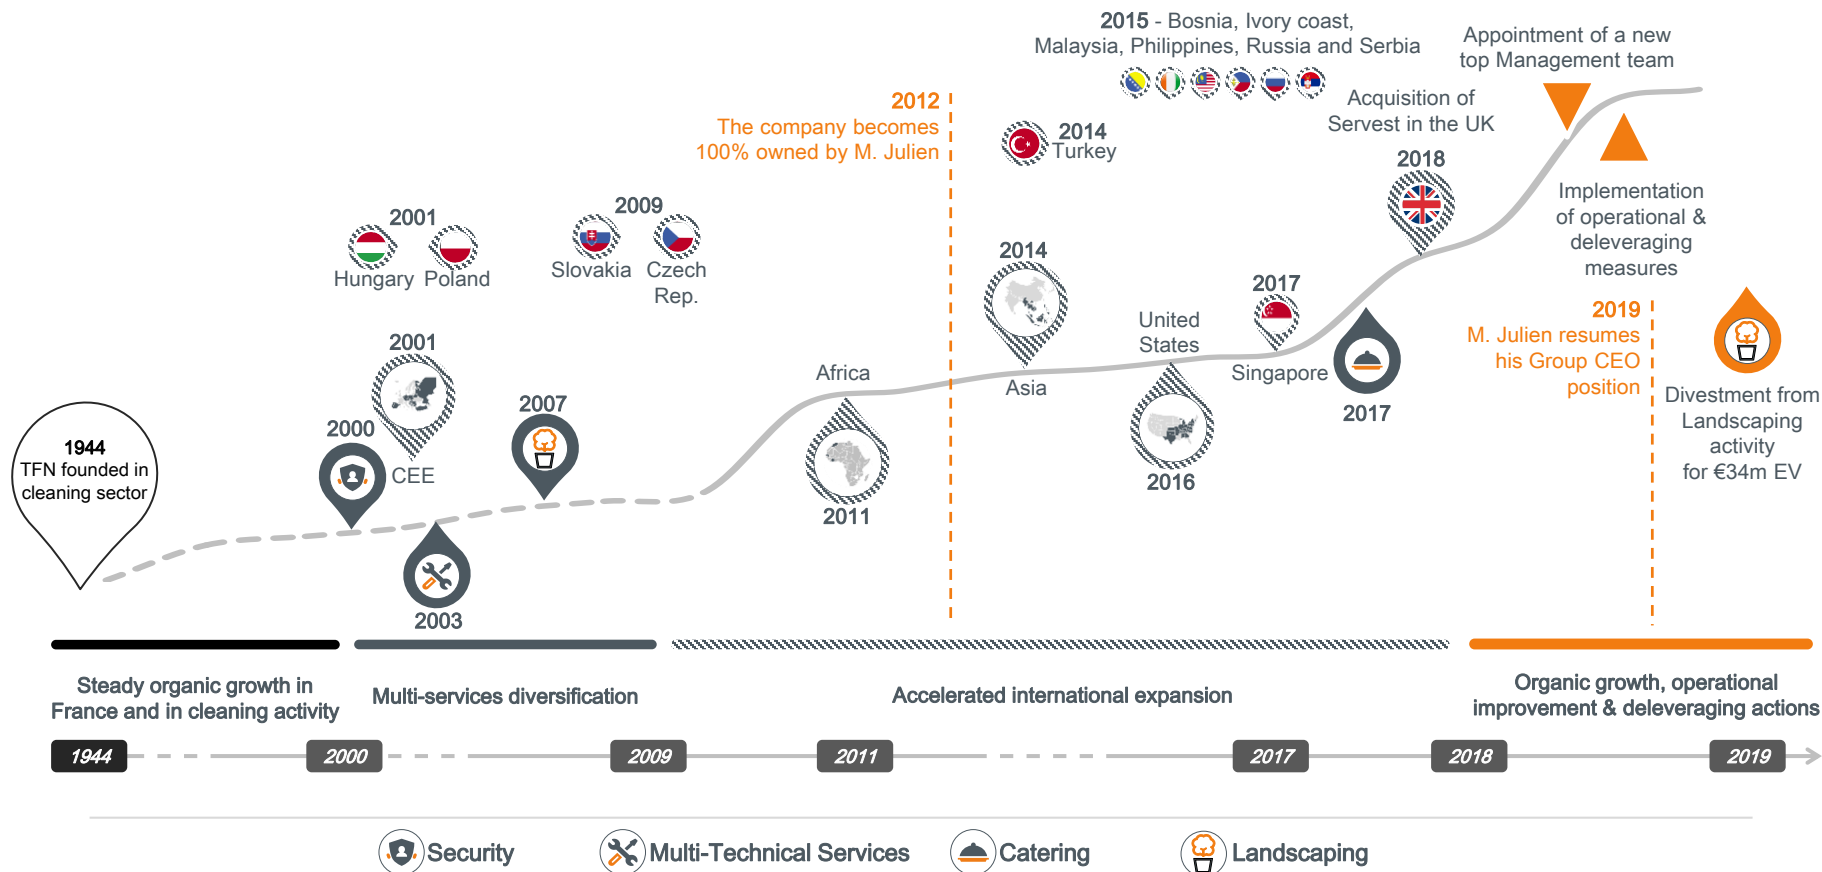 1944
TFN founded in
cleaning sector
2000
2001
Hungary Poland
2001
CEE
2003
2007
2009
Slovakia
Czech
Rep.
Africa
2011
2012
The company becomes
100% owned by M. Julien
2014
Turkey
2015 - Bosnia, Ivory coast,
Malaysia, Philippines, Russia and Serbia
2014
Asia
United
States
2016
2017
Singapore
2017
Acquisition of
Servest in the UK
2018
Appointment of a new
top Management team
Implementation
of operational &
deleveraging
measures
2019
M. Julien resumes
his Group CEO
position
Divestment from
Landscaping
activity
for €34m EV
Steady organic growth in
France and in cleaning activity
Multi-services diversification
Accelerated international expansion
Organic growth, operational
improvement & deleveraging actions
1944
2000
2009
2011
2017
2018
2019
Security
Multi-Technical Services
Catering
Landscaping